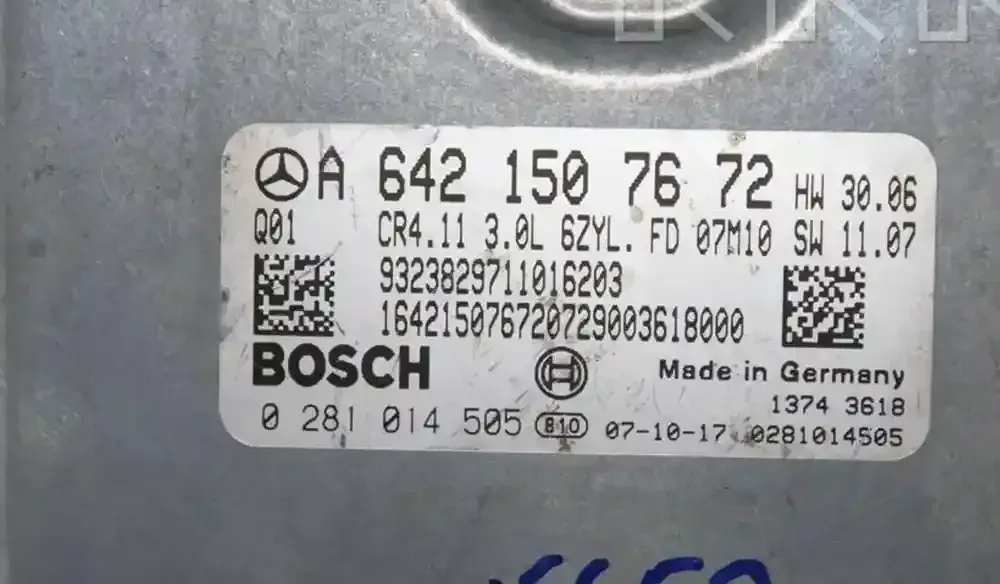 A 642 150 76 72 HW 30.06
Q01 CR4.11 3.0L 6ZYL. FD 07M10 SW 11.07
9323829711016203
164215076720729003618000
BOSCH
Made in Germany
1374 3618
0 281 014 505 810 07-10-17 0281014505